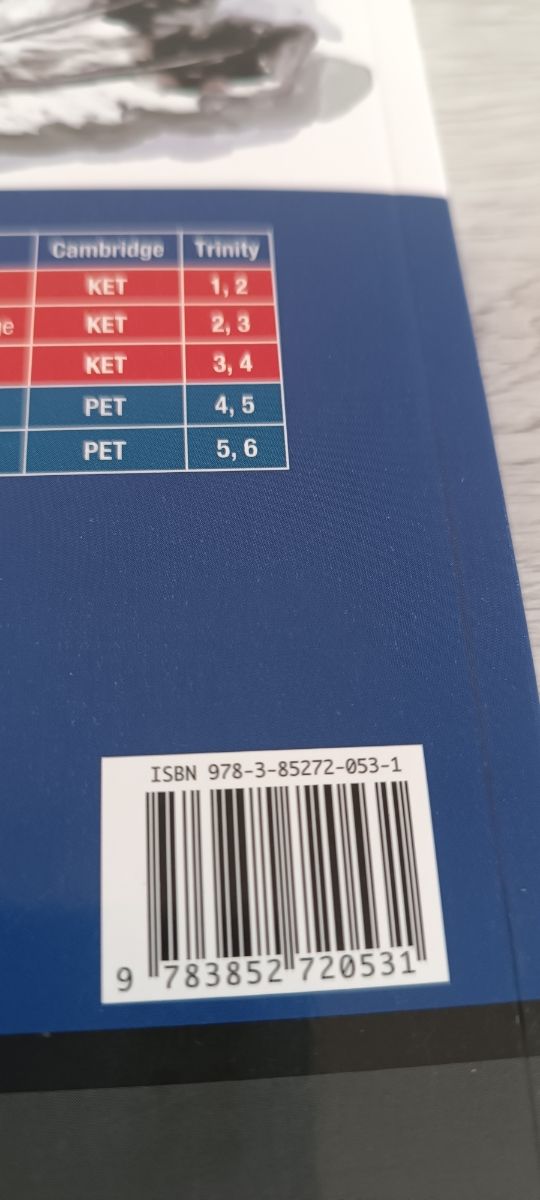 Cambridge Trinity
KET 1, 2
ge KET 2, 3
KET 3, 4
PET 4, 5
PET 5, 6
ISBN 978-3-85272-053-1
9 783852 720531